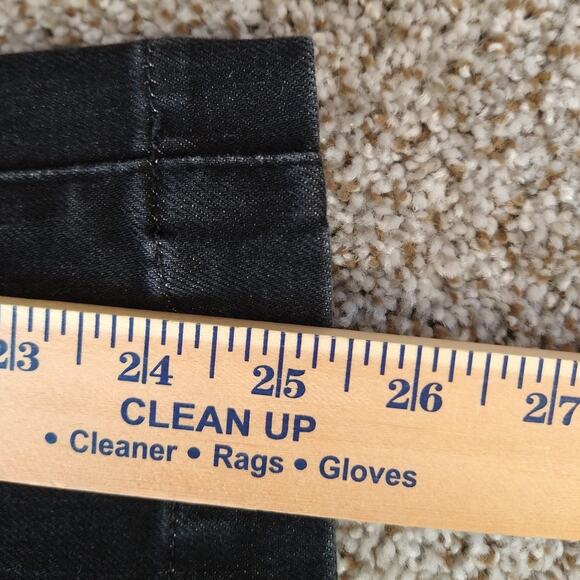 23 24 25 26 27
CLEAN UP
• Cleaner • Rags • Gloves